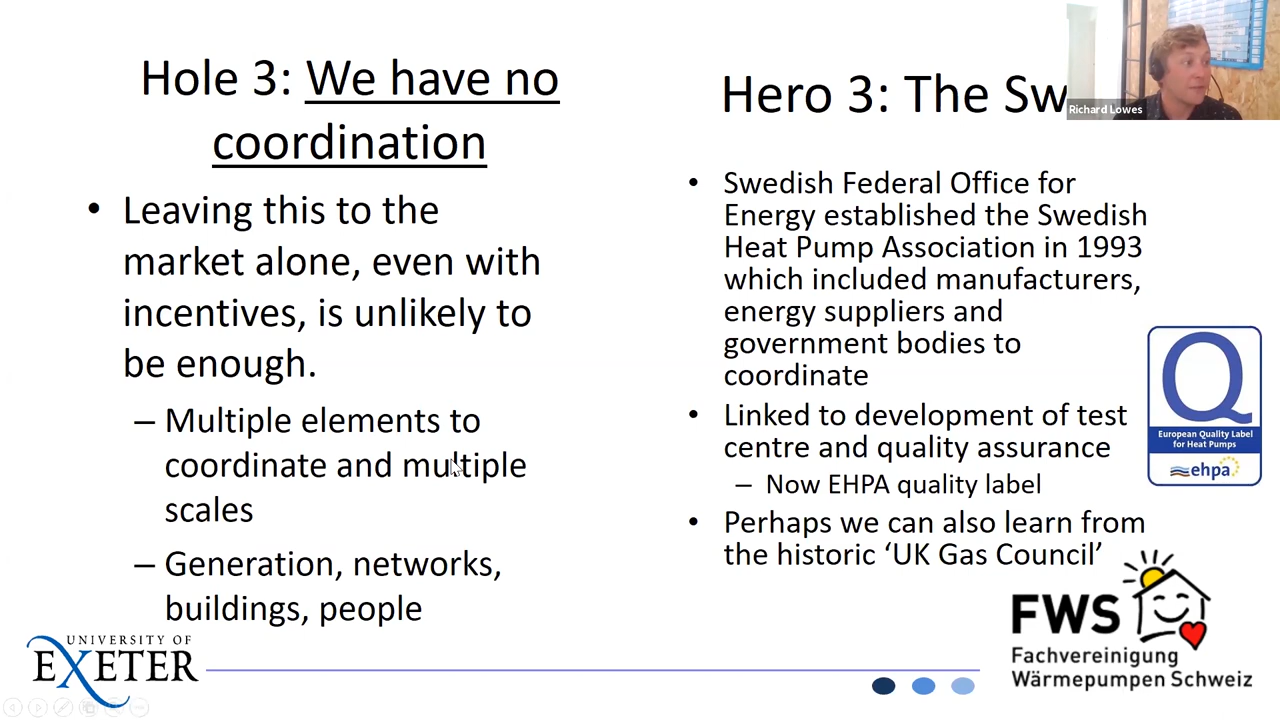 Hole 3: We have no
coordination
• Leaving this to the
market alone, even with
incentives, is unlikely to
be enough.
– Multiple elements to
coordinate and multiple
scales
– Generation, networks,
buildings, people
Hero 3: The Sw
Richard Lowes
• Swedish Federal Office for
Energy established the Swedish
Heat Pump Association in 1993
which included manufacturers,
energy suppliers and
government bodies to
coordinate
• Linked to development of test
centre and quality assurance
– Now EHPA quality label
• Perhaps we can also learn from
the historic ‘UK Gas Council’
Q
European Quality Label
for Heat Pumps
ehpa
UNIVERSITY OF
EXETER
FWS
Fachvereinigung
Wärmepumpen Schweiz